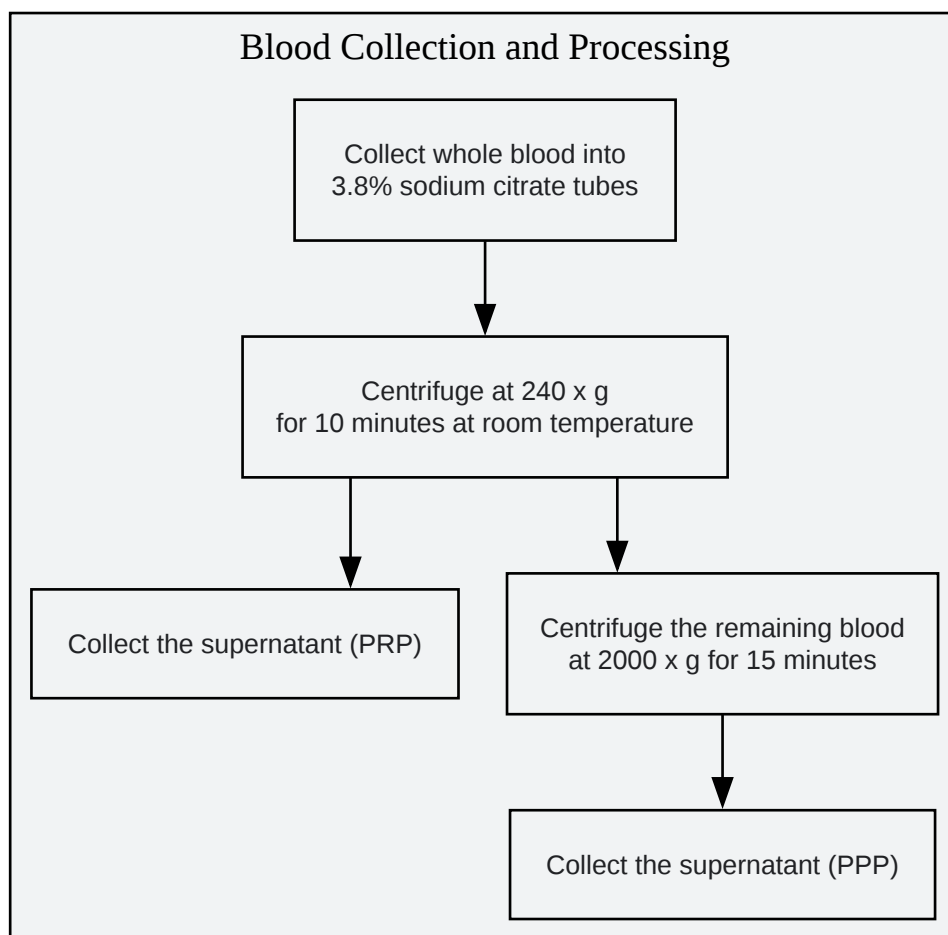 Blood Collection and Processing
Collect whole blood into
3.8% sodium citrate tubes
Centrifuge at 240 x g
for 10 minutes at room temperature
Collect the supernatant (PRP)
Centrifuge the remaining blood
at 2000 x g for 15 minutes
Collect the supernatant (PPP)